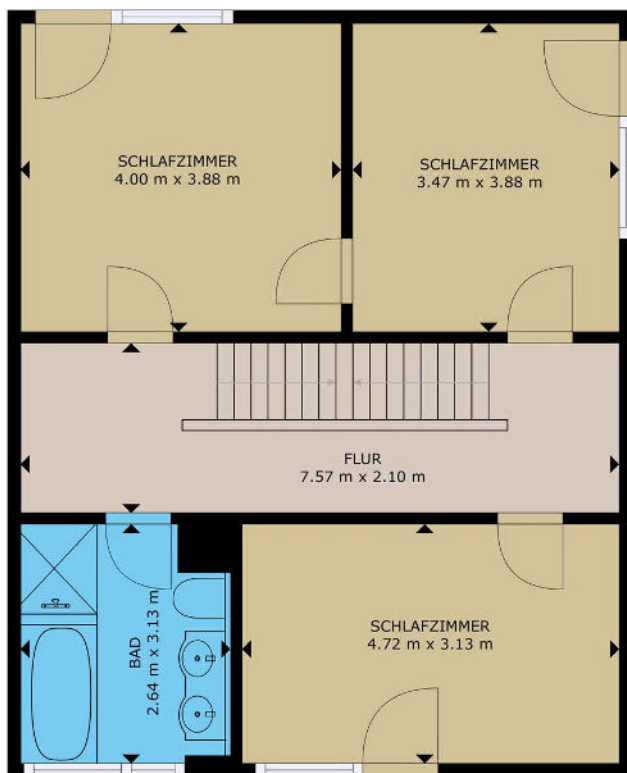 SCHLAFZIMMER
4.00 m x 3.88 m
SCHLAFZIMMER
3.47 m x 3.88 m
FLUR
7.57 m x 2.10 m
BAD
2.64 m x 3.13 m
SCHLAFZIMMER
4.72 m x 3.13 m